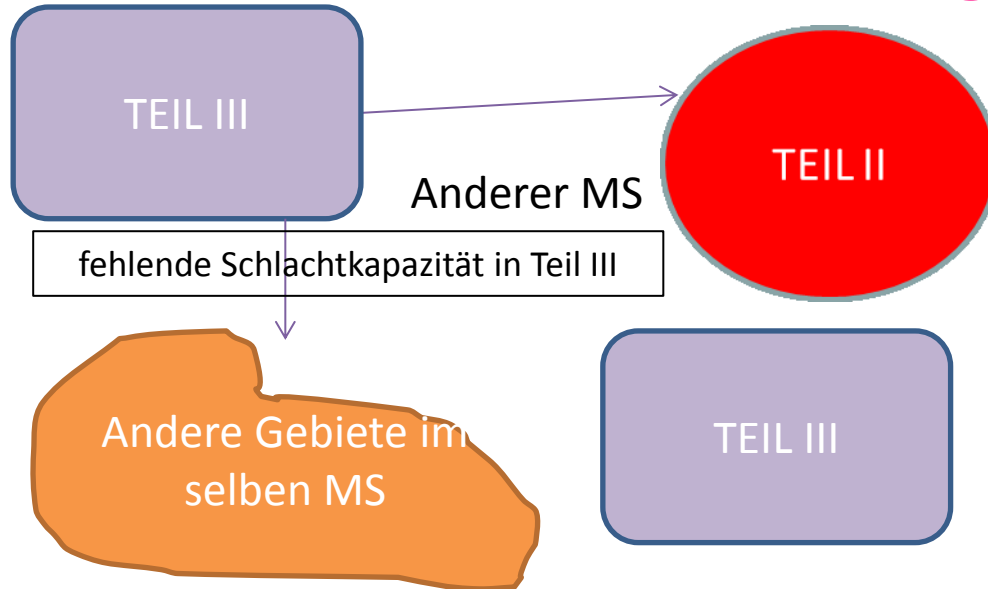 TEIL III
TEIL II
Anderer MS
fehlende Schlachtkapazität in Teil III
Andere Gebiete im
selben MS
TEIL III